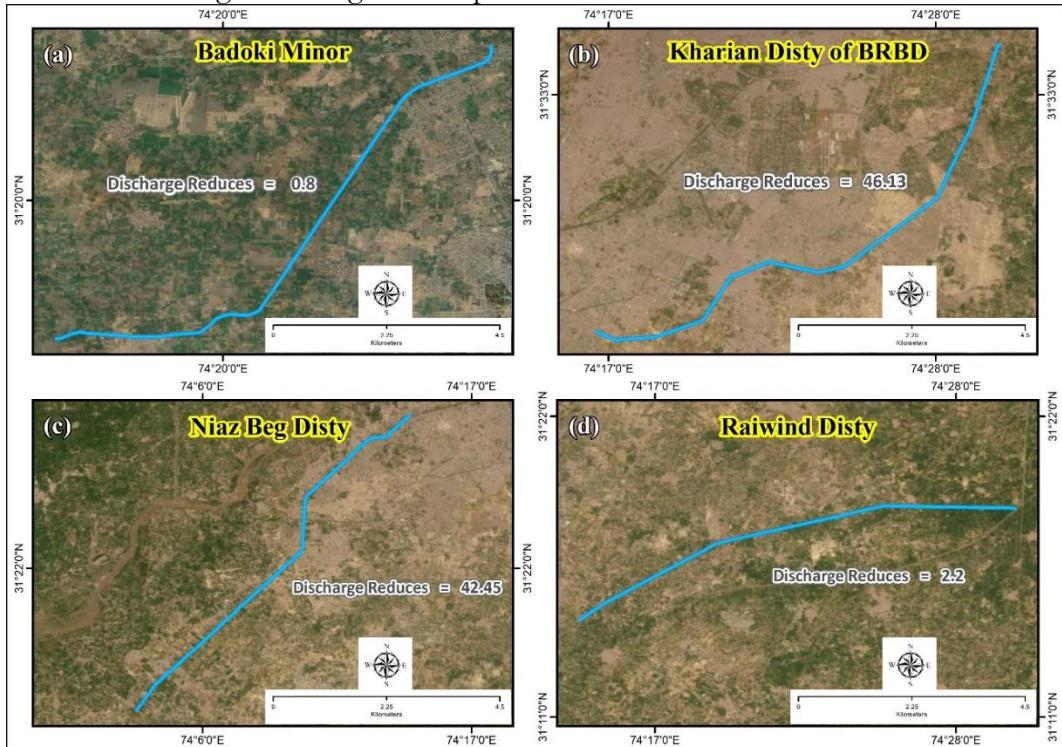 74°20'0"E
74°17'0"E
74°28'0"E
(a)
Badoki Minor
(b)
Kharian Disty of BRBD
31°33'0"N
31°33'0"N
Discharge Reduces = 0.8
Discharge Reduces = 46.13
31°20'0"N
31°20'0"N
N
W
E
S
0
2.25
4.5
Kilometers
N
W
E
S
0
2.25
4.5
Kilometers
74°20'0"E
74°17'0"E
74°28'0"E
74°6'0"E
74°17'0"E
74°17'0"E
74°28'0"E
(c)
Niaz Beg Disty
(d)
Raiwind Disty
31°22'0"N
31°22'0"N
31°22'0"N
31°22'0"N
Discharge Reduces = 42.45
Discharge Reduces = 2.2
N
W
E
S
0
2.25
4.5
Kilometers
N
W
E
S
0
2.25
4.5
Kilometers
31°11'0"N
31°11'0"N
74°6'0"E
74°17'0"E
74°17'0"E
74°28'0"E